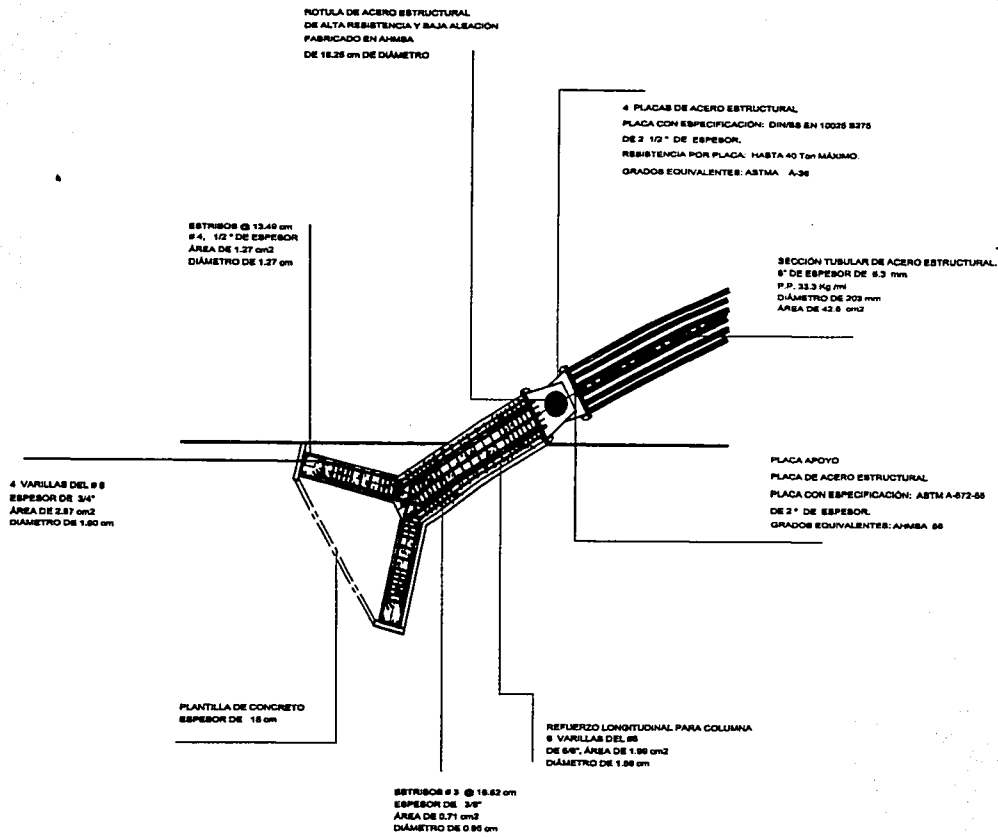 ROTULA DE ACERO ESTRUCTURAL
DE ALTA RESISTENCIA Y BAJA ALEACIÓN
FABRICADO EN AHMSA
DE 16.25 cm DE DIÁMETRO
4 PLACAS DE ACERO ESTRUCTURAL
PLACA CON ESPECIFICACIÓN: DIN/BS EN 10025 S275
DE 2 1/2" DE ESPESOR.
RESISTENCIA POR PLACA: HASTA 40 Ton MÁXIMO.
GRADOS EQUIVALENTES: ASTMA A-36
ESTRIBOS @ 13.49 cm
# 4, 1/2" DE ESPESOR
ÁREA DE 1.27 cm2
DIÁMETRO DE 1.27 cm
SECCIÓN TUBULAR DE ACERO ESTRUCTURAL.
8" DE ESPESOR DE 6.3 mm
P.P. 33.3 Kg /ml
DIÁMETRO DE 203 mm
ÁREA DE 42.6 cm2
4 VARILLAS DEL # 6
ESPESOR DE 3/4"
ÁREA DE 2.87 cm2
DIÁMETRO DE 1.90 cm
PLACA APOYO
PLACA DE ACERO ESTRUCTURAL
PLACA CON ESPECIFICACIÓN: ASTM A-572-55
DE 2" DE ESPESOR.
GRADOS EQUIVALENTES: AHMSA 55
PLANTILLA DE CONCRETO
ESPESOR DE 15 cm
REFUERZO LONGITUDINAL PARA COLUMNA
VARILLAS DEL #5
DE 5/8", ÁREA DE 1.99 cm2
DIÁMETRO DE 1.59 cm
ESTRIBOS # 3 @ 16.52 cm
ESPESOR DE 3/8"
ÁREA DE 0.71 cm2
DIÁMETRO DE 0.95 cm